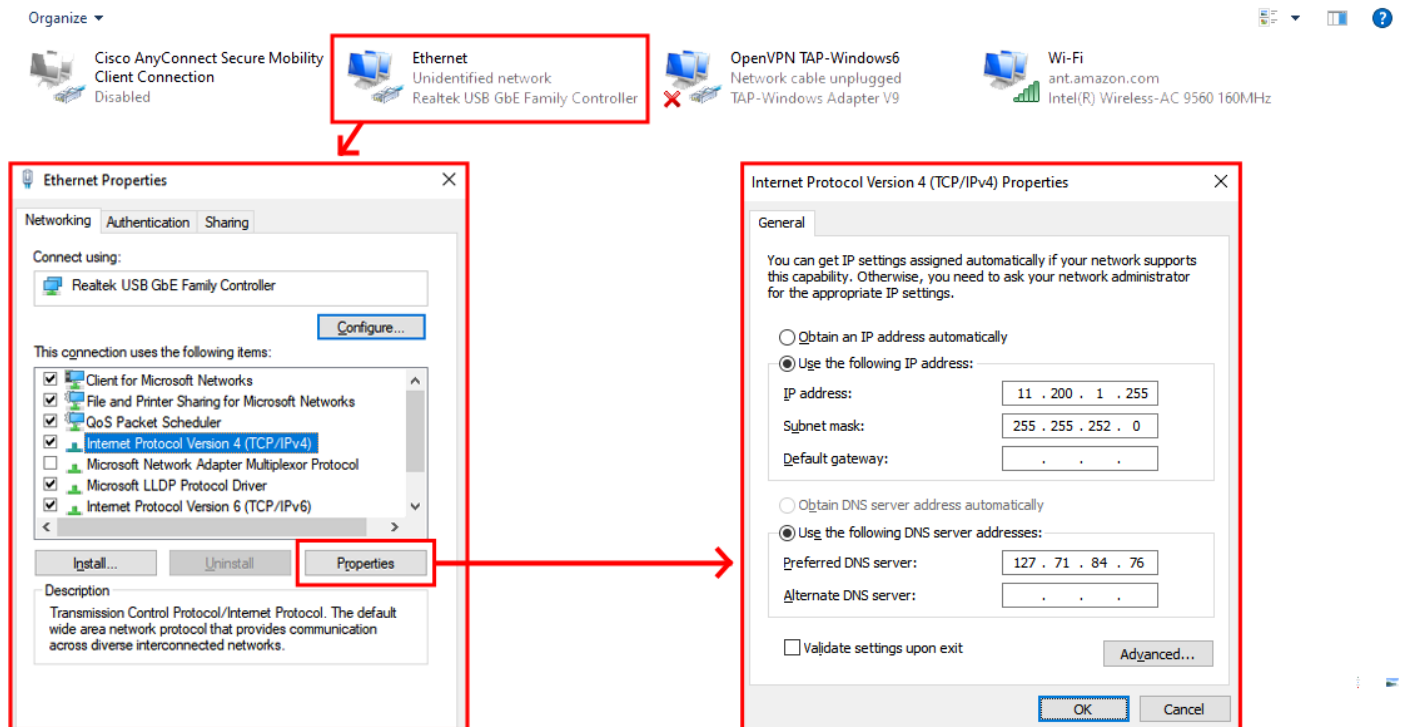 Organize
Cisco AnyConnect Secure Mobility
Client Connection
Disabled
Ethernet
Unidentified network
Realtek USB GbE Family Controller
OpenVPN TAP-Windows6
Network cable unplugged
TAP-Windows Adapter V9
Wi-Fi
ant.amazon.com
Intel(R) Wireless-AC 9560 160MHz
Ethernet Properties
Networking Authentication Sharing
Connect using:
Realtek USB GbE Family Controller
Configure...
This connection uses the following items:
Client for Microsoft Networks
File and Printer Sharing for Microsoft Networks
QoS Packet Scheduler
Internet Protocol Version 4 (TCP/IPv4)
Microsoft Network Adapter Multiplexor Protocol
Microsoft LLDP Protocol Driver
Internet Protocol Version 6 (TCP/IPv6)
Install... Uninstall Properties
Description
Transmission Control Protocol/Internet Protocol. The default
wide area network protocol that provides communication
across diverse interconnected networks.
Internet Protocol Version 4 (TCP/IPv4) Properties
General
You can get IP settings assigned automatically if your network supports
this capability. Otherwise, you need to ask your network administrator
for the appropriate IP settings.
Obtain an IP address automatically
Use the following IP address:
IP address: 11 . 200 . 1 . 255
Subnet mask: 255 . 255 . 252 . 0
Default gateway: . . .
Obtain DNS server address automatically
Use the following DNS server addresses:
Preferred DNS server: 127 . 71 . 84 . 76
Alternate DNS server: . . .
Validate settings upon exit
Advanced...
OK Cancel